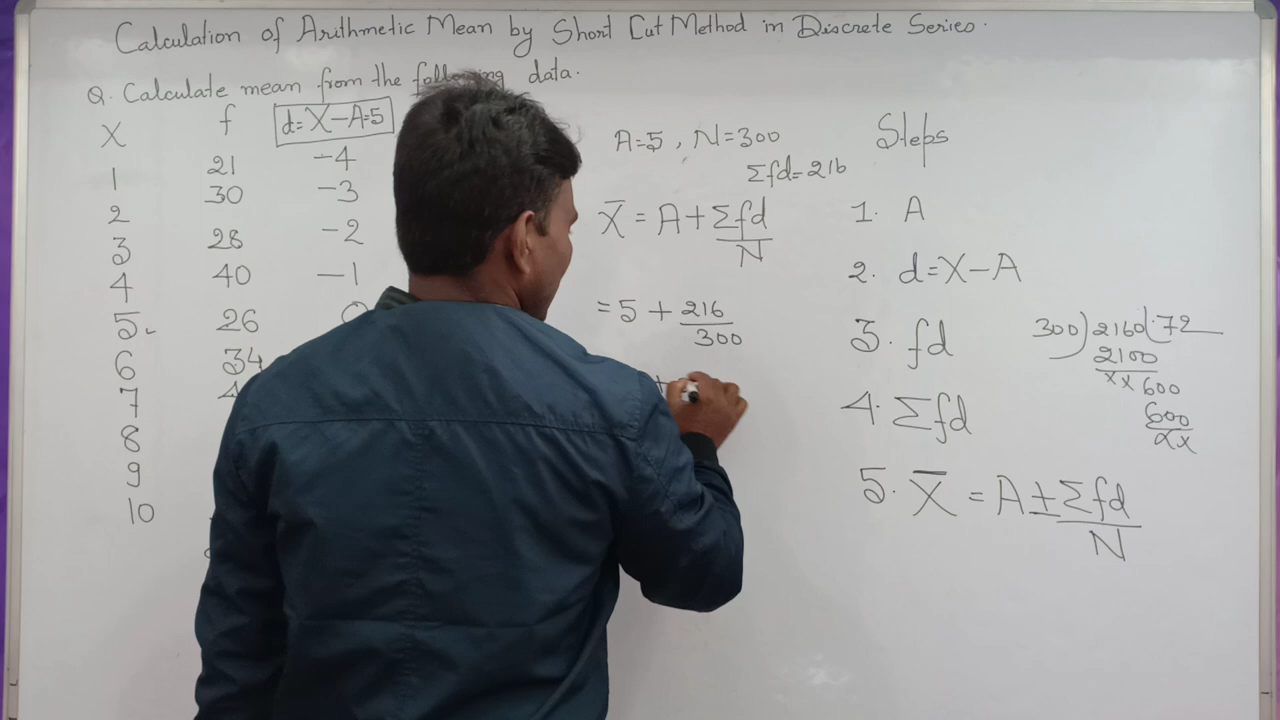 Calculation of Arithmetic Mean by Short Cut Method in Discrete Series.
Q. Calculate mean from the following data.
X f d=X-A=5
1 21 -4
2 30 -3
3 28 -2
4 40 -1
5 26 0
6 34
7 4
8
9
10
A=5, N=300
Σfd=216
X̄ = A+Σfd/N
= 5 + 216/300
+
Steps
1. A
2. d=X-A
3. fd
4. Σfd
5. X̄ = A±Σfd/N
300)2160(.72
2100
xx600
600
xx